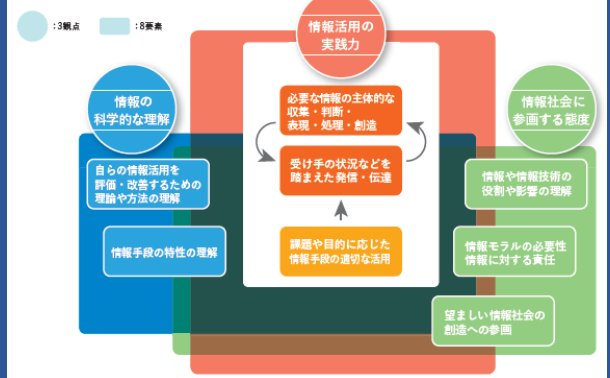 :3観点
:8要素
情報活用の
実践力
情報の
科学的な理解
情報社会に
参画する態度
必要な情報の主体的な
収集・判断・
表現・処理・創造
受け手の状況などを
踏まえた発信・伝達
課題や目的に応じた
情報手段の適切な活用
自らの情報活用を
評価・改善するための
理論や方法の理解
情報手段の特性の理解
情報や情報技術の
役割や影響の理解
情報モラルの必要性
情報に対する責任
望ましい情報社会の
創造への参画